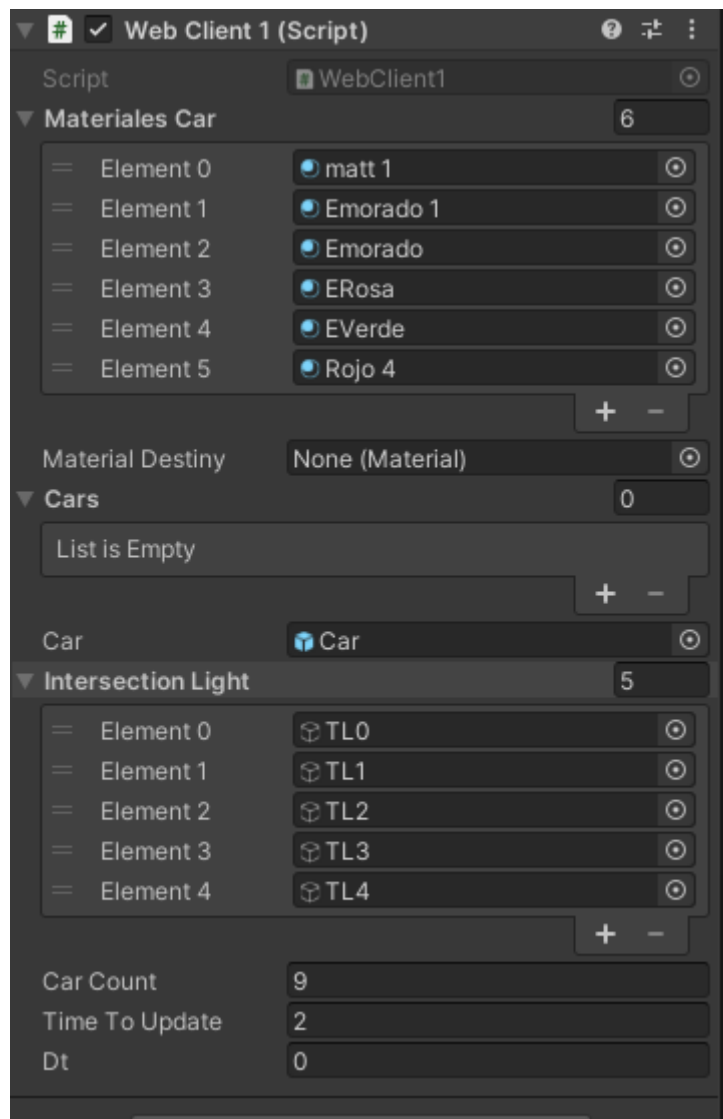 Web Client 1 (Script)
Script WebClient1
Materiales Car 6
Element 0 matt 1
Element 1 Emorado 1
Element 2 Emorado
Element 3 ERosa
Element 4 EVerde
Element 5 Rojo 4
Material Destiny None (Material)
Cars 0
List is Empty
Car Car
Intersection Light 5
Element 0 TL0
Element 1 TL1
Element 2 TL2
Element 3 TL3
Element 4 TL4
Car Count 9
Time To Update 2
Dt 0